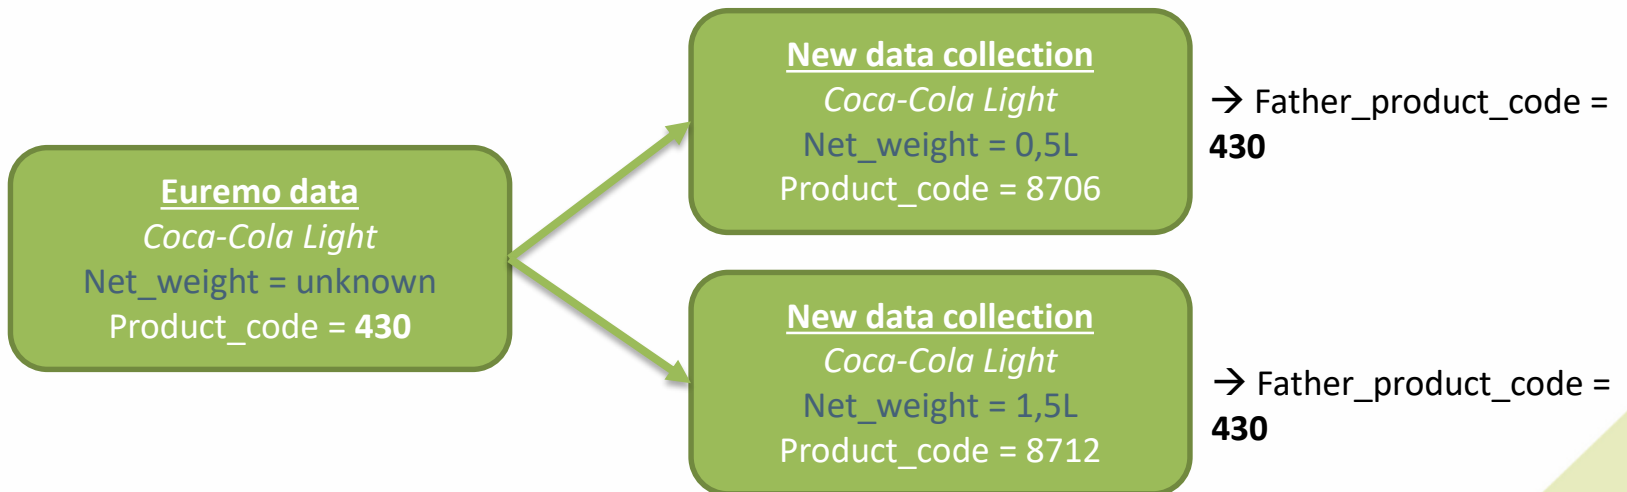 Euremo data
Coca-Cola Light
Net_weight = unknown
Product_code = 430
New data collection
Coca-Cola Light
Net_weight = 0,5L
Product_code = 8706
→ Father_product_code =
430
New data collection
Coca-Cola Light
Net_weight = 1,5L
Product_code = 8712
→ Father_product_code =
430